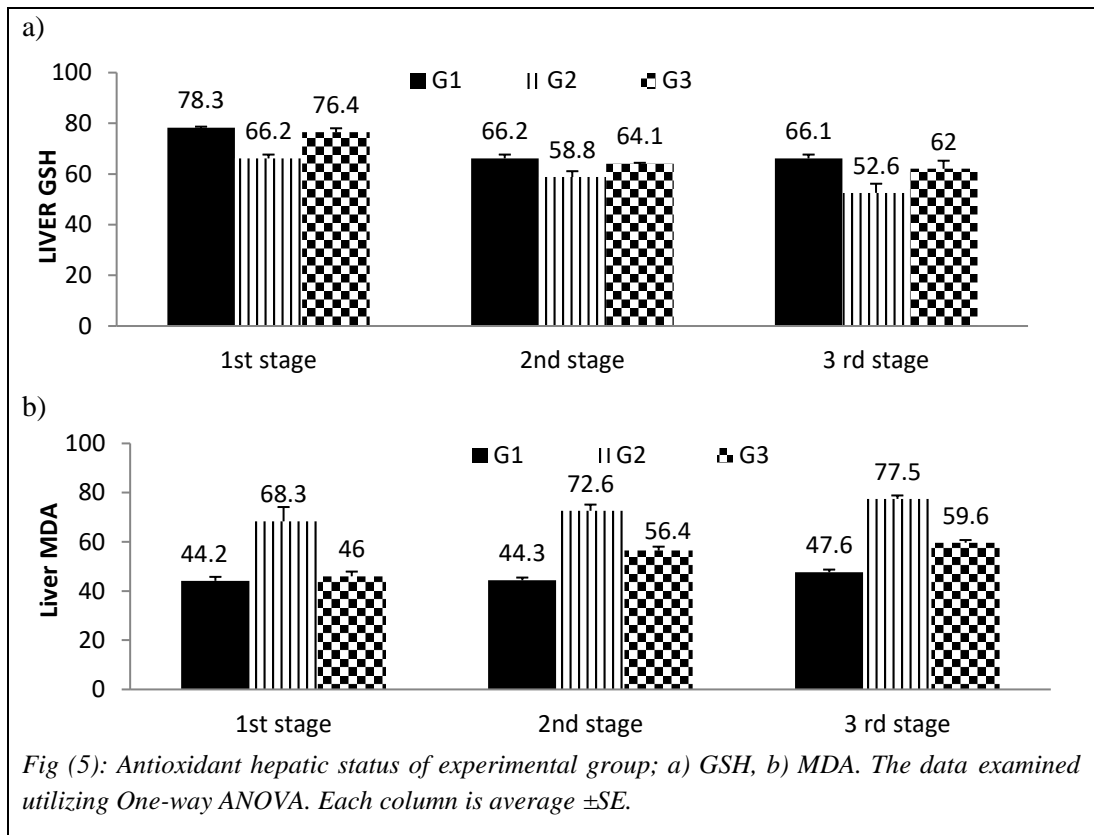 a)
G1 G2 G3
100
80
60
40
20
0
LIVER GSH
78.3 66.2 76.4
66.2 58.8 64.1
66.1 52.6 62
1st stage 2nd stage 3 rd stage
b)
G1 G2 G3
100
80
60
40
20
0
Liver MDA
44.2 68.3 46
44.3 72.6 56.4
47.6 77.5 59.6
1st stage 2nd stage 3 rd stage
Fig (5): Antioxidant hepatic status of experimental group; a) GSH, b) MDA. The data examined
utilizing One-way ANOVA. Each column is average ±SE.